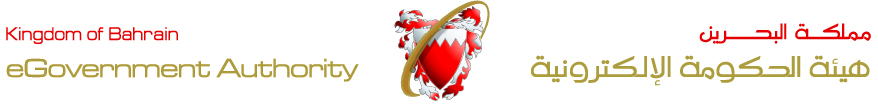 Kingdom of Bahrain
eGovernment Authority
مملكة البحرين
هيئة الحكومة الإلكترونية